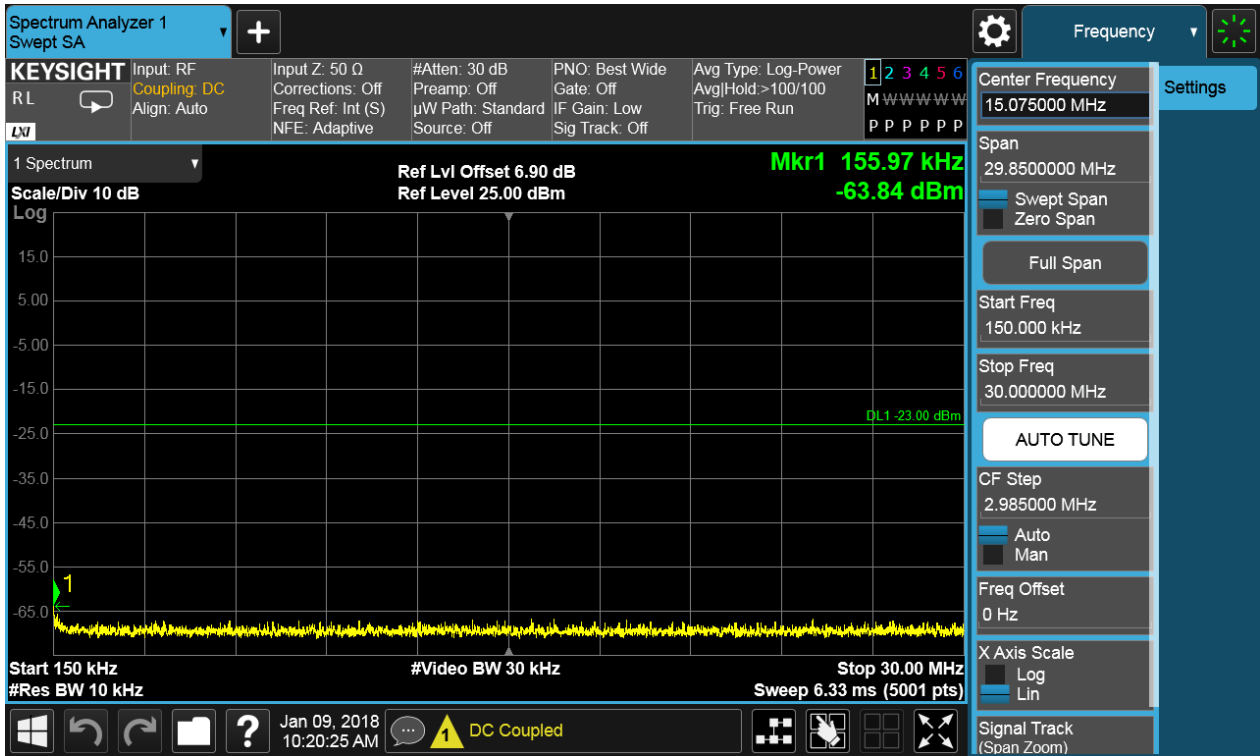 Spectrum Analyzer 1
Swept SA
+
Frequency
KEYSIGHT
RL
LXI
Input: RF
Coupling: DC
Align: Auto
Input Z: 50 Ω
Corrections: Off
Freq Ref: Int (S)
NFE: Adaptive
#Atten: 30 dB
Preamp: Off
µW Path: Standard
Source: Off
PNO: Best Wide
Gate: Off
IF Gain: Low
Sig Track: Off
Avg Type: Log-Power
Avg|Hold:>100/100
Trig: Free Run
1 2 3 4 5 6
M W W W W W
P P P P P P
1 Spectrum
Scale/Div 10 dB
Log
Ref Lvl Offset 6.90 dB
Ref Level 25.00 dBm
Mkr1 155.97 kHz
-63.84 dBm
15.0
5.00
-5.00
-15.0
DL1 -23.00 dBm
-25.0
-35.0
-45.0
-55.0
1
-65.0
Start 150 kHz
#Video BW 30 kHz
Stop 30.00 MHz
#Res BW 10 kHz
Sweep 6.33 ms (5001 pts)
?
Jan 09, 2018
10:20:25 AM
1
DC Coupled
Center Frequency
15.075000 MHz
Settings
Span
29.8500000 MHz
Swept Span
Zero Span
Full Span
Start Freq
150.000 kHz
Stop Freq
30.000000 MHz
AUTO TUNE
CF Step
2.985000 MHz
Auto
Man
Freq Offset
0 Hz
X Axis Scale
Log
Lin
Signal Track
(Span Zoom)